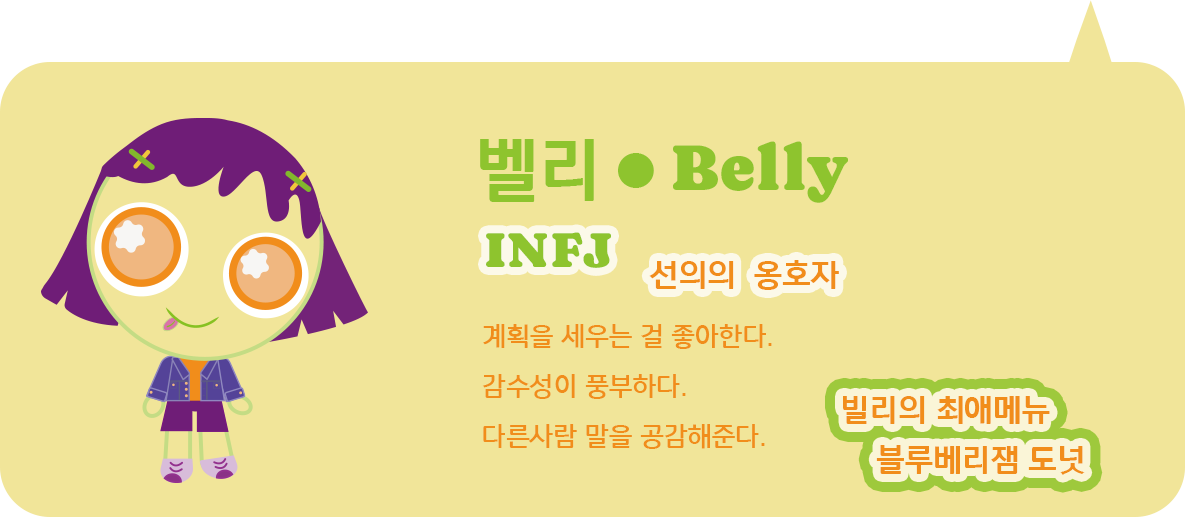 벨리 ● Belly
INFJ 선의의 옹호자
계획을 세우는 걸 좋아한다.
감수성이 풍부하다.
다른사람 말을 공감해준다.
빌리의 최애메뉴
블루베리잼 도넛